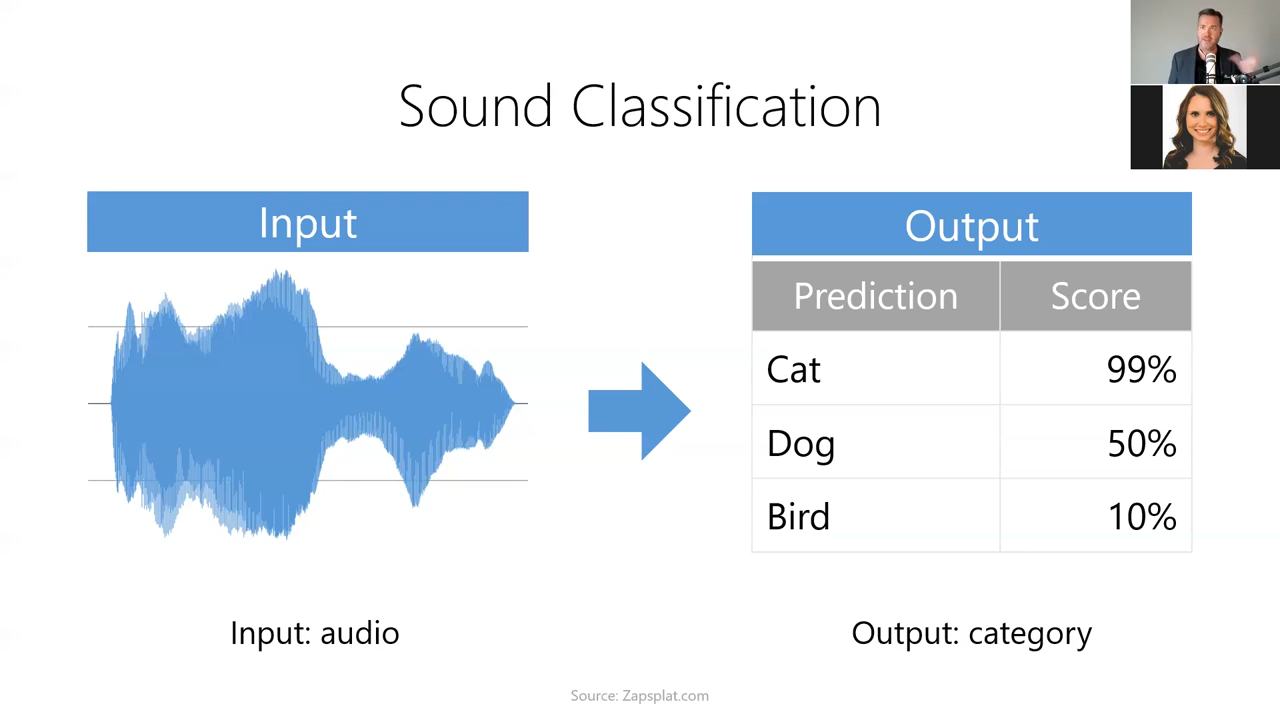 Sound Classification
Input
Output
Prediction Score
Cat 99%
Dog 50%
Bird 10%
Input: audio
Output: category
Source: Zapsplat.com